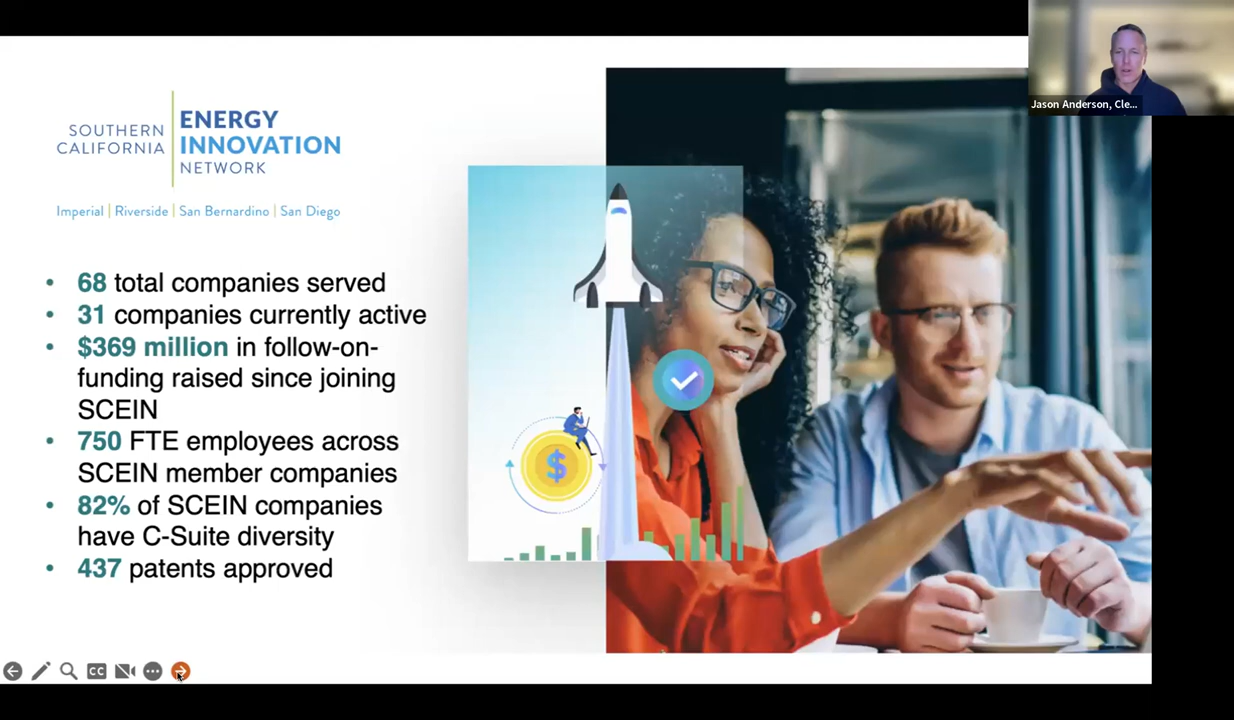 Jason Anderson, Cle...
SOUTHERN
CALIFORNIA
ENERGY
INNOVATION
NETWORK
Imperial | Riverside | San Bernardino | San Diego
• 68 total companies served
• 31 companies currently active
• $369 million in follow-on-
funding raised since joining
SCEIN
• 750 FTE employees across
SCEIN member companies
• 82% of SCEIN companies
have C-Suite diversity
• 437 patents approved
$
CC